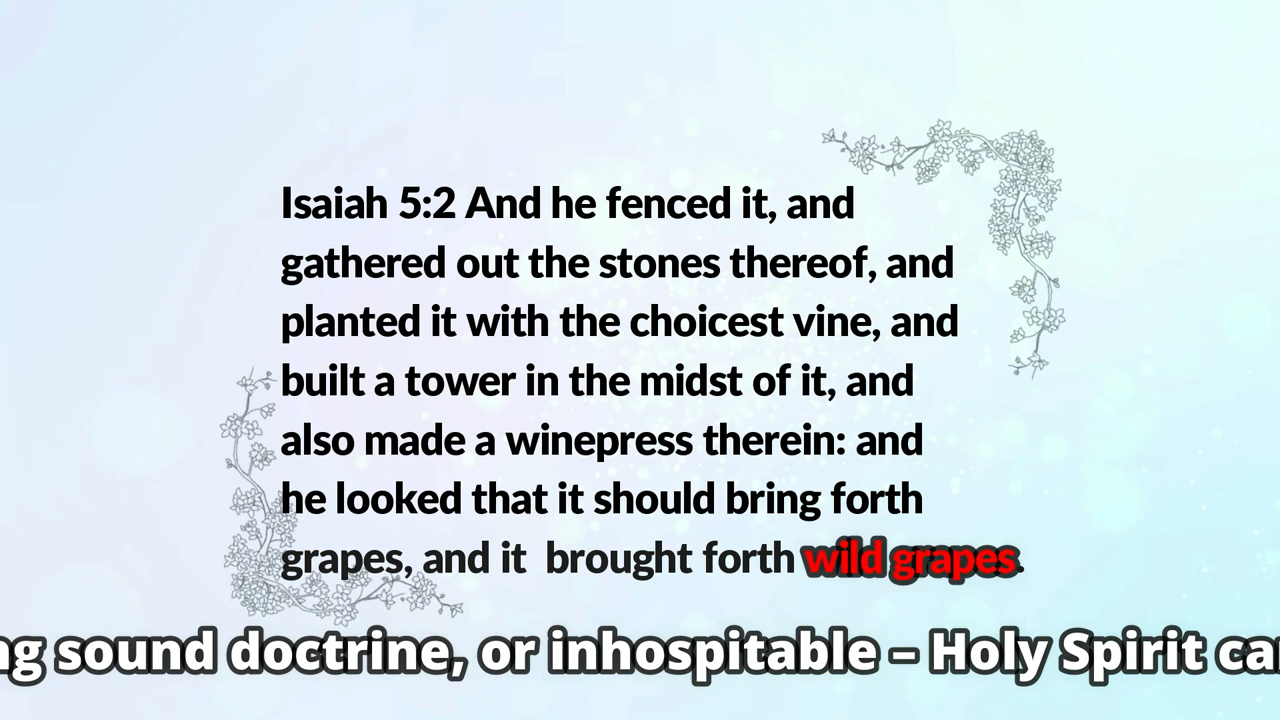 Isaiah 5:2 And he fenced it, and
gathered out the stones thereof, and
planted it with the choicest vine, and
built a tower in the midst of it, and
also made a winepress therein: and
he looked that it should bring forth
grapes, and it  brought forth wild grapes.
sound doctrine, or inhospitable – Holy Spirit